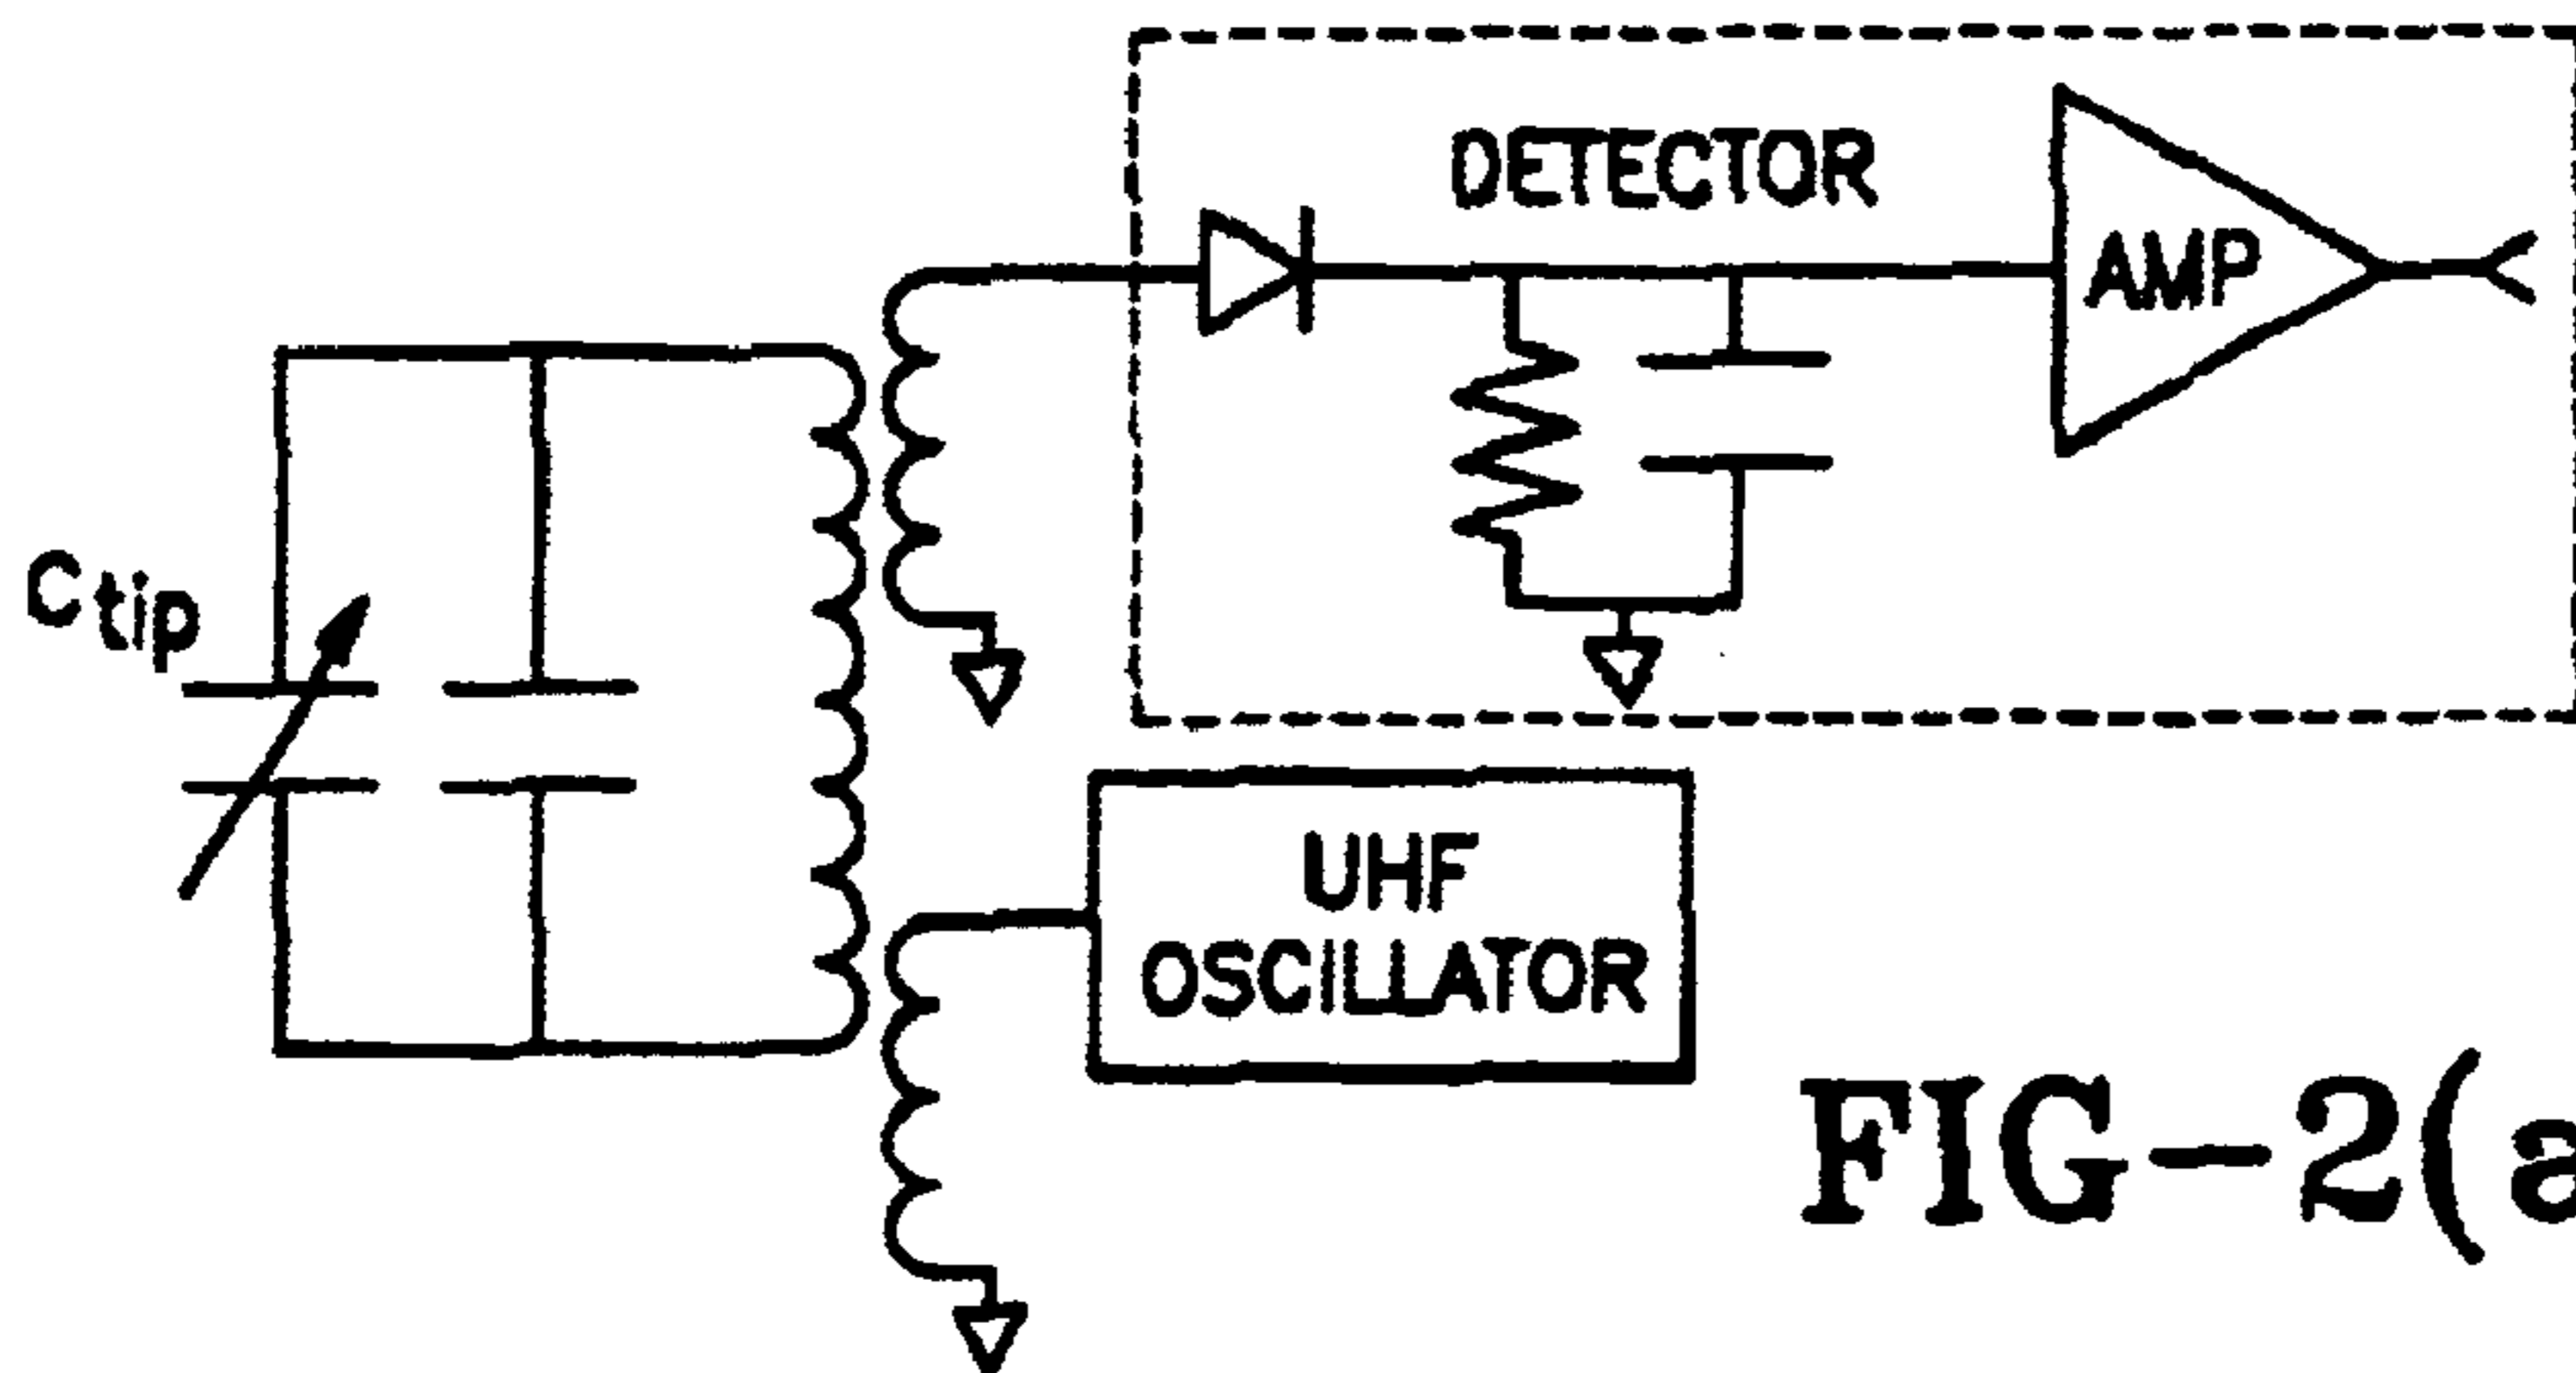 DETECTOR
AMP
Ctip
UHF
OSCILLATOR
FIG-2(a